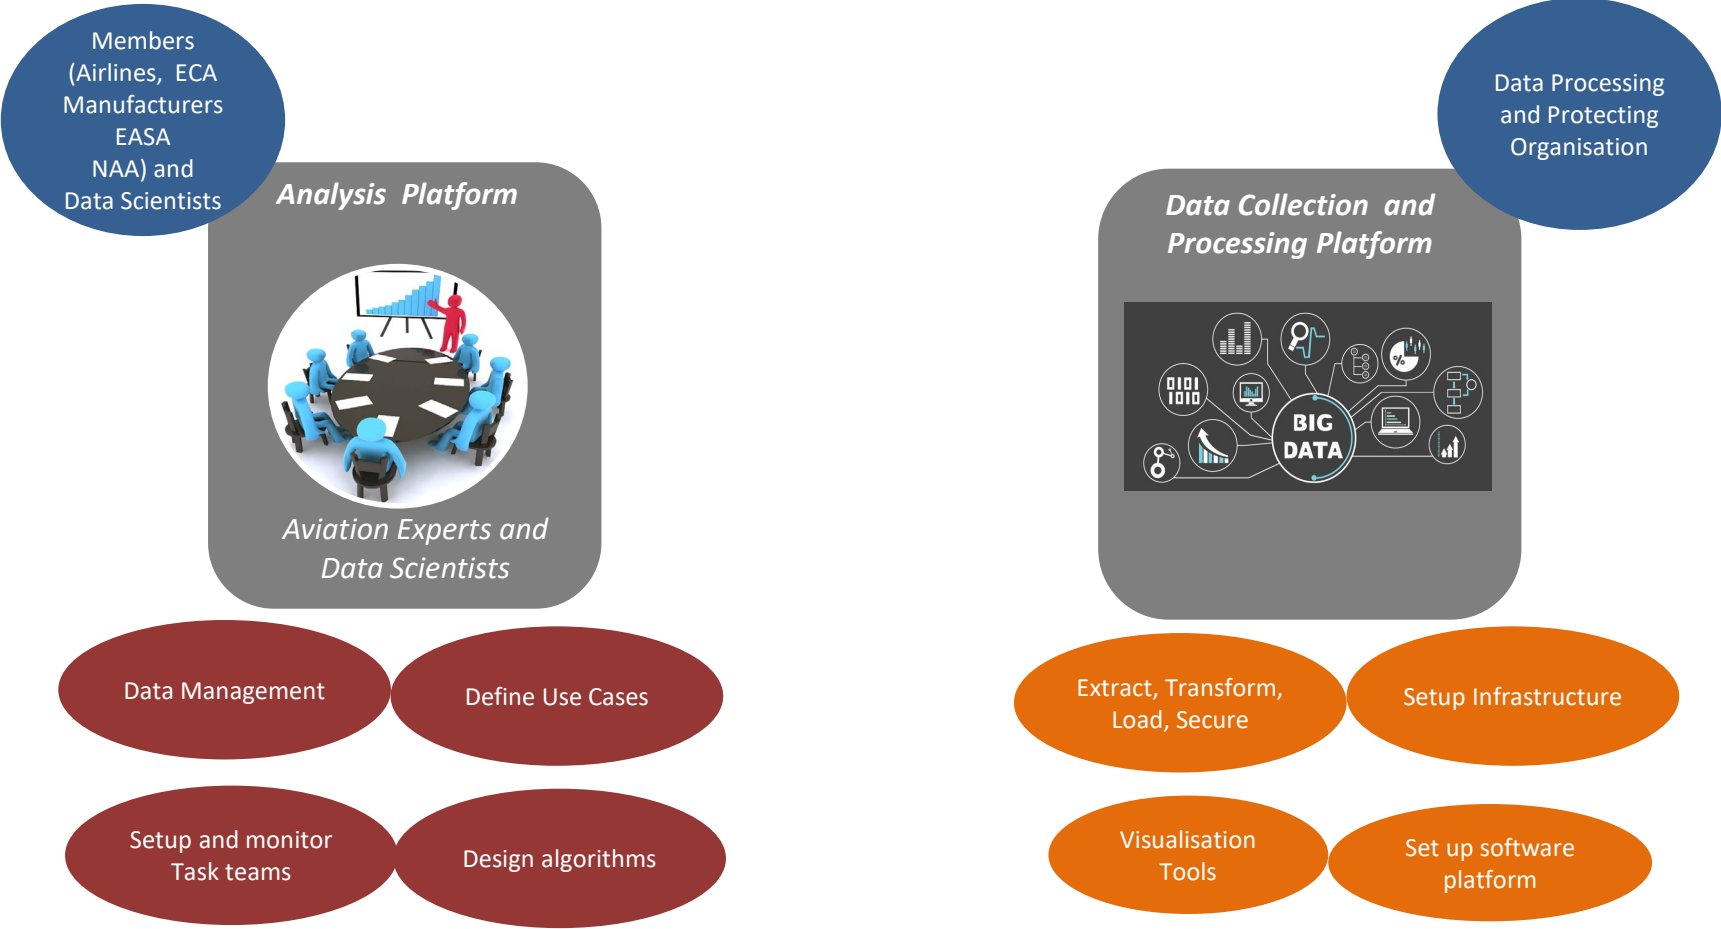 Members
(Airlines, ECA
Manufacturers
EASA
NAA) and
Data Scientists
Analysis Platform
Aviation Experts and
Data Scientists
Data Management
Define Use Cases
Setup and monitor
Task teams
Design algorithms
Data Processing
and Protecting
Organisation
Data Collection and
Processing Platform
0101
1010
%
BIG
DATA
Extract, Transform,
Load, Secure
Setup Infrastructure
Visualisation
Tools
Set up software
platform